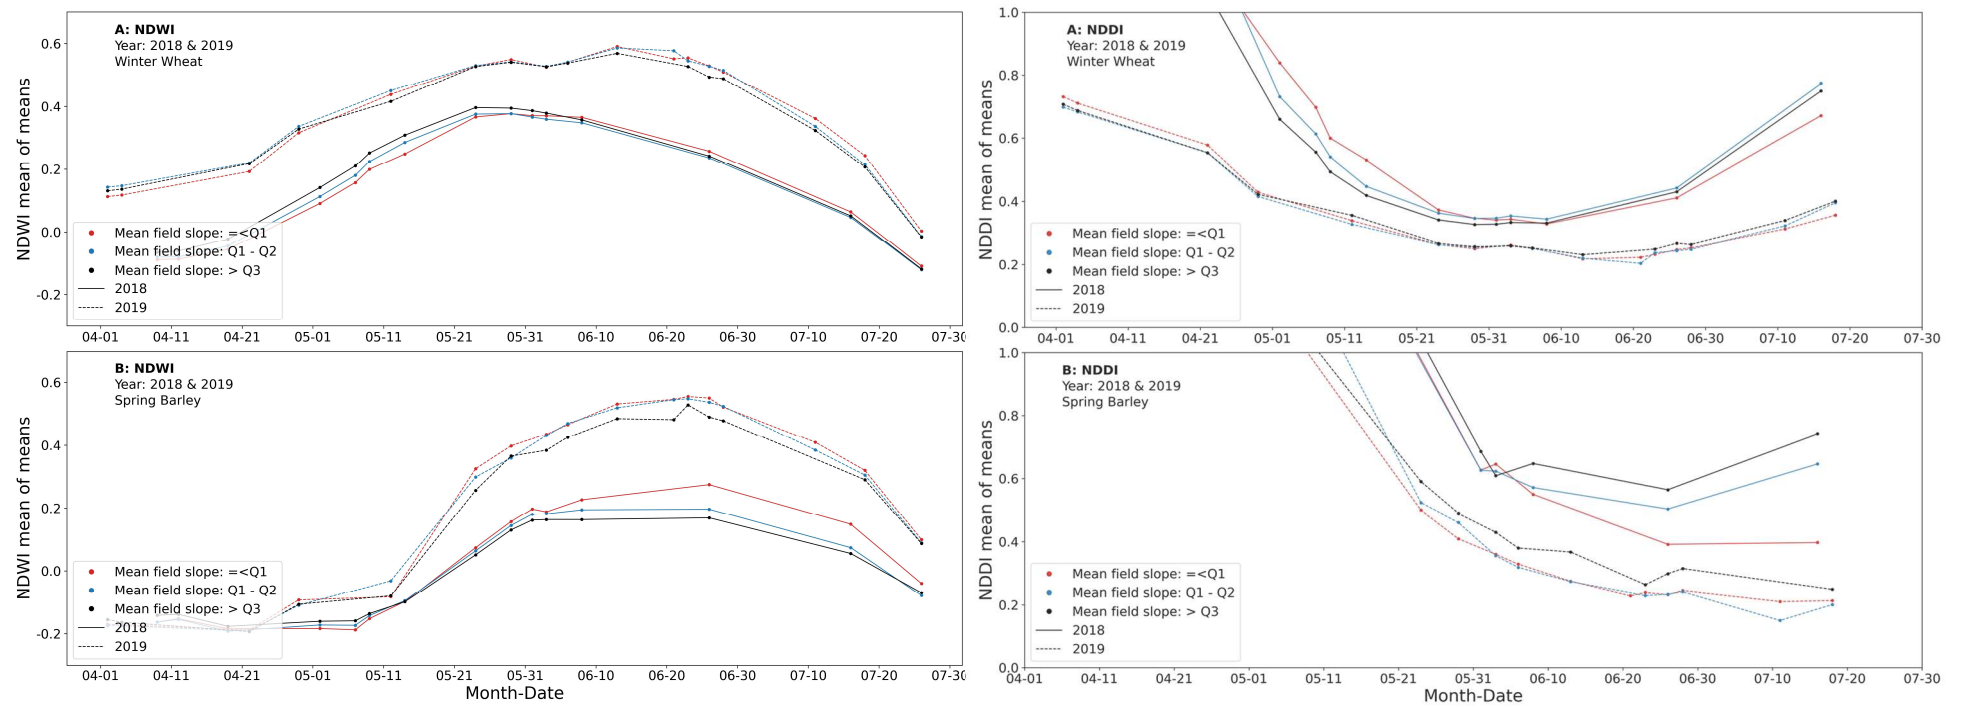 A: NDWI
Year: 2018 & 2019
Winter Wheat
NDWI mean of means
0.6
0.4
0.2
0.0
-0.2
Mean field slope: =<Q1
Mean field slope: Q1 - Q2
Mean field slope: > Q3
2018
2019
04-01 04-11 04-21 05-01 05-11 05-21 05-31 06-10 06-20 06-30 07-10 07-20 07-30
A: NDDI
Year: 2018 & 2019
Winter Wheat
NDDI mean of means
1.0
0.8
0.6
0.4
0.2
0.0
Mean field slope: =<Q1
Mean field slope: Q1 - Q2
Mean field slope: > Q3
2018
2019
04-01 04-11 04-21 05-01 05-11 05-21 05-31 06-10 06-20 06-30 07-10 07-20 07-30
B: NDWI
Year: 2018 & 2019
Spring Barley
NDWI mean of means
0.6
0.4
0.2
0.0
-0.2
Mean field slope: =<Q1
Mean field slope: Q1 - Q2
Mean field slope: > Q3
2018
2019
04-01 04-11 04-21 05-01 05-11 05-21 05-31 06-10 06-20 06-30 07-10 07-20 07-30
Month-Date
B: NDDI
Year: 2018 & 2019
Spring Barley
NDDI mean of means
1.0
0.8
0.6
0.4
0.2
0.0
Mean field slope: =<Q1
Mean field slope: Q1 - Q2
Mean field slope: > Q3
2018
2019
04-01 04-11 04-21 05-01 05-11 05-21 05-31 06-10 06-20 06-30 07-10 07-20 07-30
Month-Date